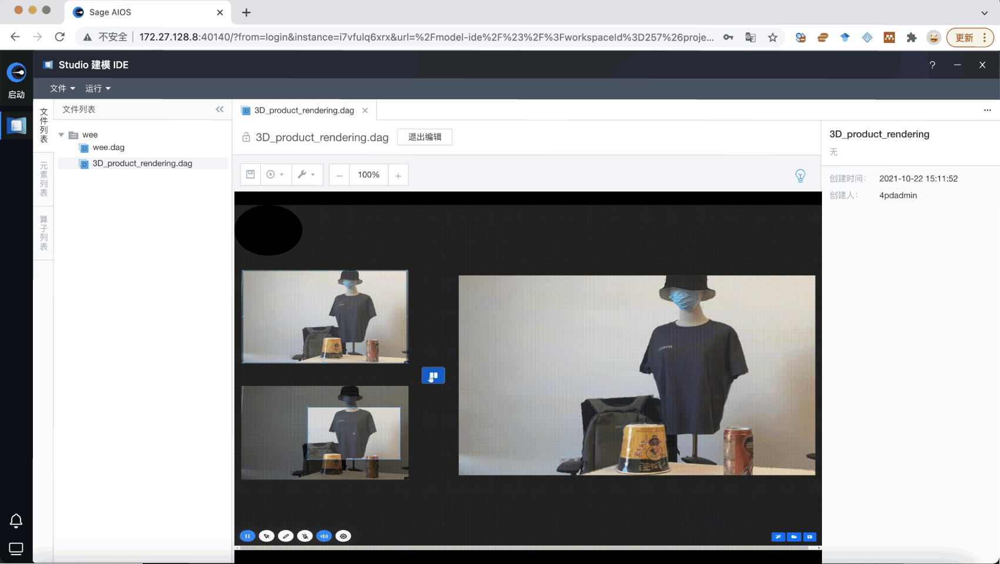 Sage AIOS
不安全
172.27.128.8:40140/?from=login&instance=i7vfulq6xrx&url=%2Fmodel-ide%2F%23%2F%3FworkspaceId%3D257%26proje...
更新
启动
Studio 建模 IDE
文件
运行
文件列表
元素列表
算子列表
文件列表
wee
wee.dag
3D_product_rendering.dag
3D_product_rendering.dag
3D_product_rendering.dag
退出编辑
100%
3D_product_rendering
无
创建时间： 2021-10-22 15:11:52
创建人： 4pdadmin